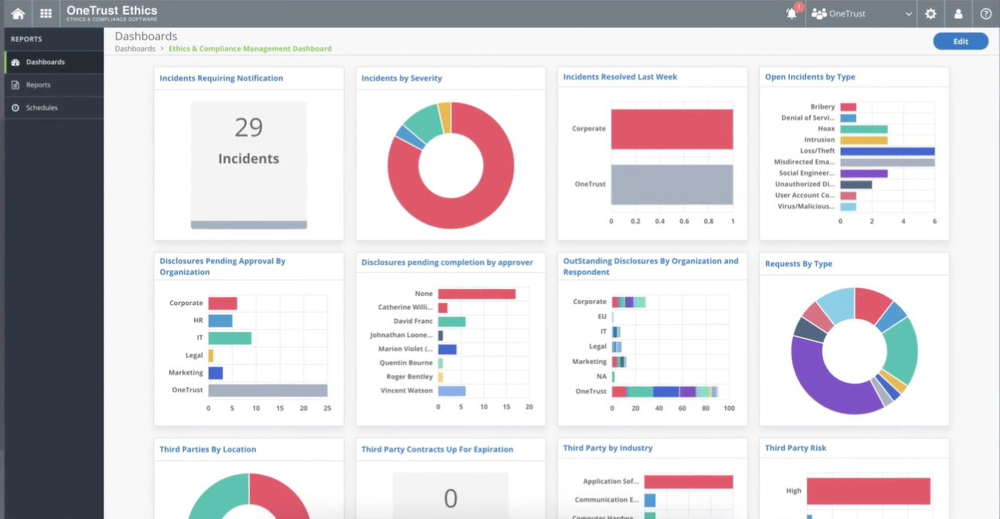 OneTrust Ethics
ETHICS & COMPLIANCE SOFTWARE
1
OneTrust
REPORTS
Dashboards
Reports
Schedules
Dashboards
Dashboards > Ethics & Compliance Management Dashboard
Edit
Incidents Requiring Notification
29
Incidents
Incidents by Severity
Incidents Resolved Last Week
Corporate
OneTrust
0 0.2 0.4 0.6 0.8 1
Open Incidents by Type
Bribery
Denial of Servi...
Hoax
Intrusion
Loss/Theft
Misdirected Ema...
Social Engineer...
Unauthorized Di...
User Account Co...
Virus/Malicious...
0 2 4 6
Disclosures Pending Approval By
Organization
Corporate
HR
IT
Legal
Marketing
OneTrust
0 5 10 15 20 25
Disclosures pending completion by approver
None
Catherine Willi...
David Franc
Johnathan Loone...
Marion Violet (...
Quentin Bourne
Roger Bentley
Vincent Watson
0 5 10 15 20
OutStanding Disclosures By Organization and
Respondent
Corporate
EU
IT
Legal
Marketing
NA
OneTrust
0 20 40 60 80 100
Requests By Type
Third Parties By Location
Third Party Contracts Up For Expiration
0
Third Party by Industry
Application Sof...
Communication E...
Computer Hardwa...
Third Party Risk
High